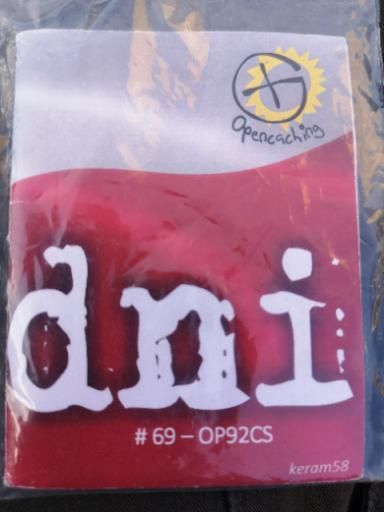 Opencaching
dni
# 69 – OP92CS
keram58